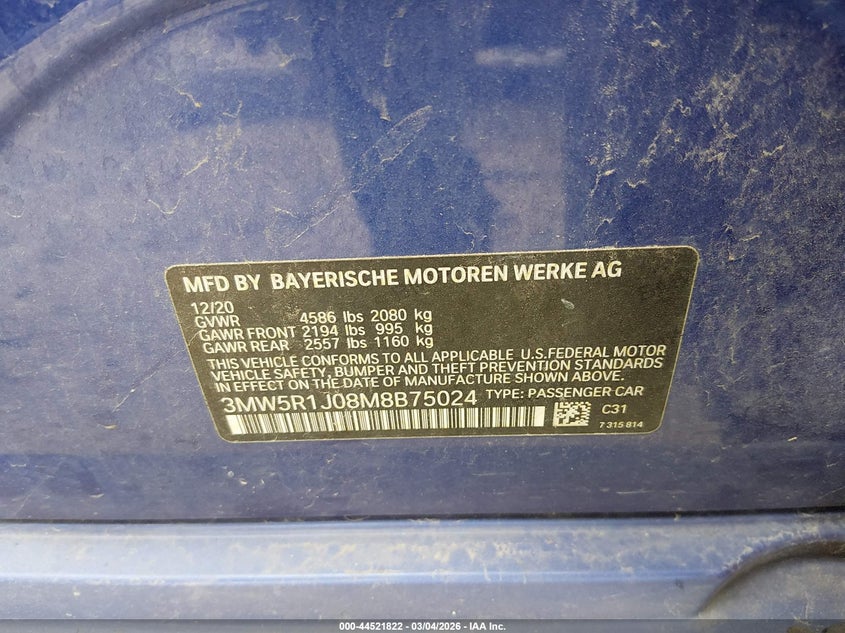 MFD BY BAYERISCHE MOTOREN WERKE AG
12/20
GVWR 4586 lbs 2080 kg
GAWR FRONT 2194 lbs 995 kg
GAWR REAR 2557 lbs 1160 kg
THIS VEHICLE CONFORMS TO ALL APPLICABLE U.S.FEDERAL MOTOR
VEHICLE SAFETY, BUMPER AND THEFT PREVENTION STANDARDS
IN EFFECT ON THE DATE OF MANUFACTURE SHOWN ABOVE.
3MW5R1J08M8B75024 TYPE: PASSENGER CAR
C31
7 315 814
000-44521822 - 03/04/2026 - IAA Inc.